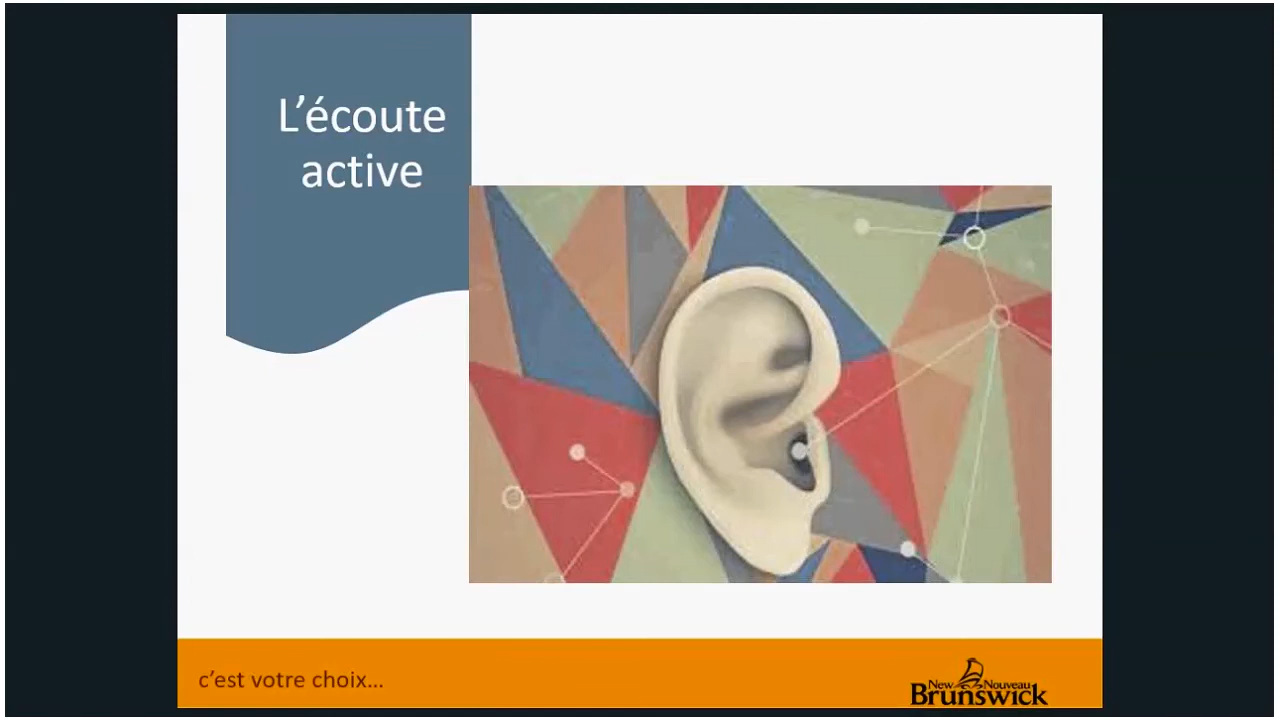 L'écoute
active
c'est votre choix...
New Nouveau
Brunswick